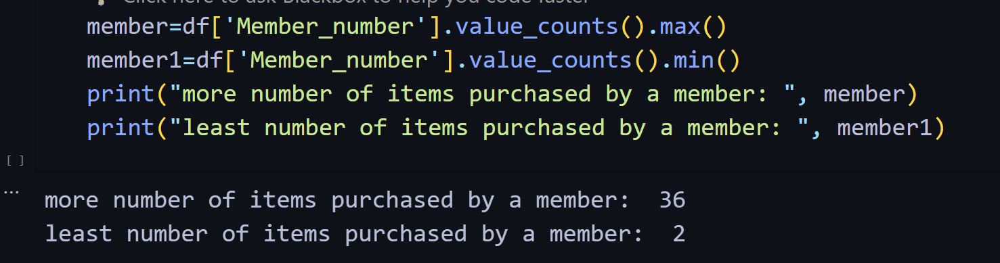 Click here to ask Blackbox to help you code faster
member=df['Member_number'].value_counts().max()
member1=df['Member_number'].value_counts().min()
print("more number of items purchased by a member: ", member)
print("least number of items purchased by a member: ", member1)
[ ]
...
more number of items purchased by a member:  36
least number of items purchased by a member:  2